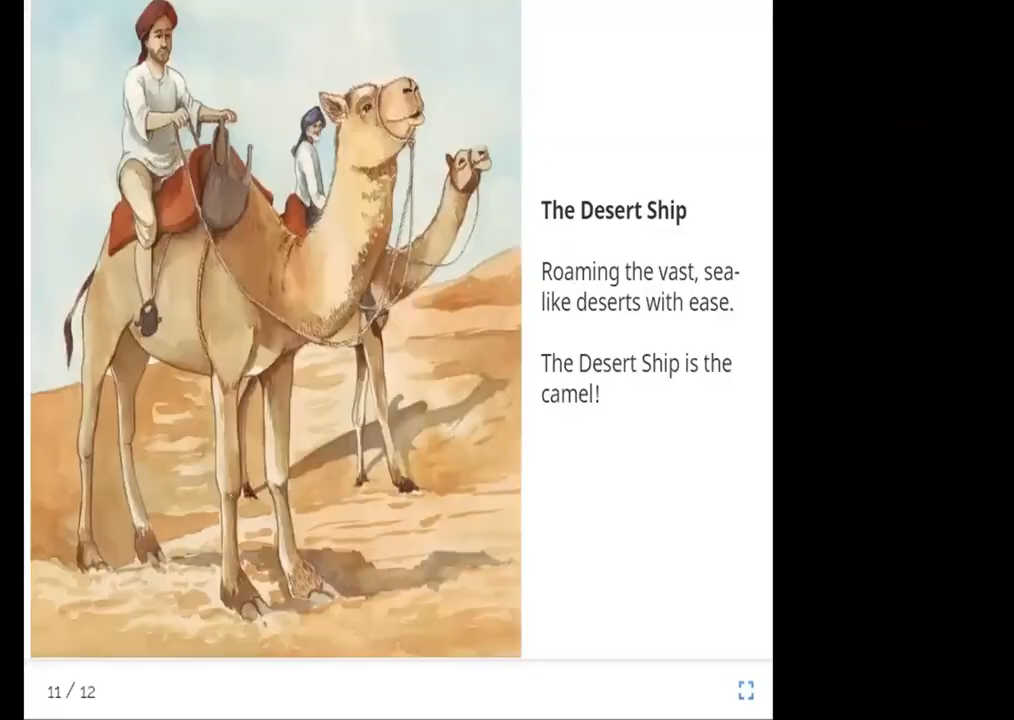 The Desert Ship
Roaming the vast, sea-
like deserts with ease.
The Desert Ship is the
camel!
11 / 12